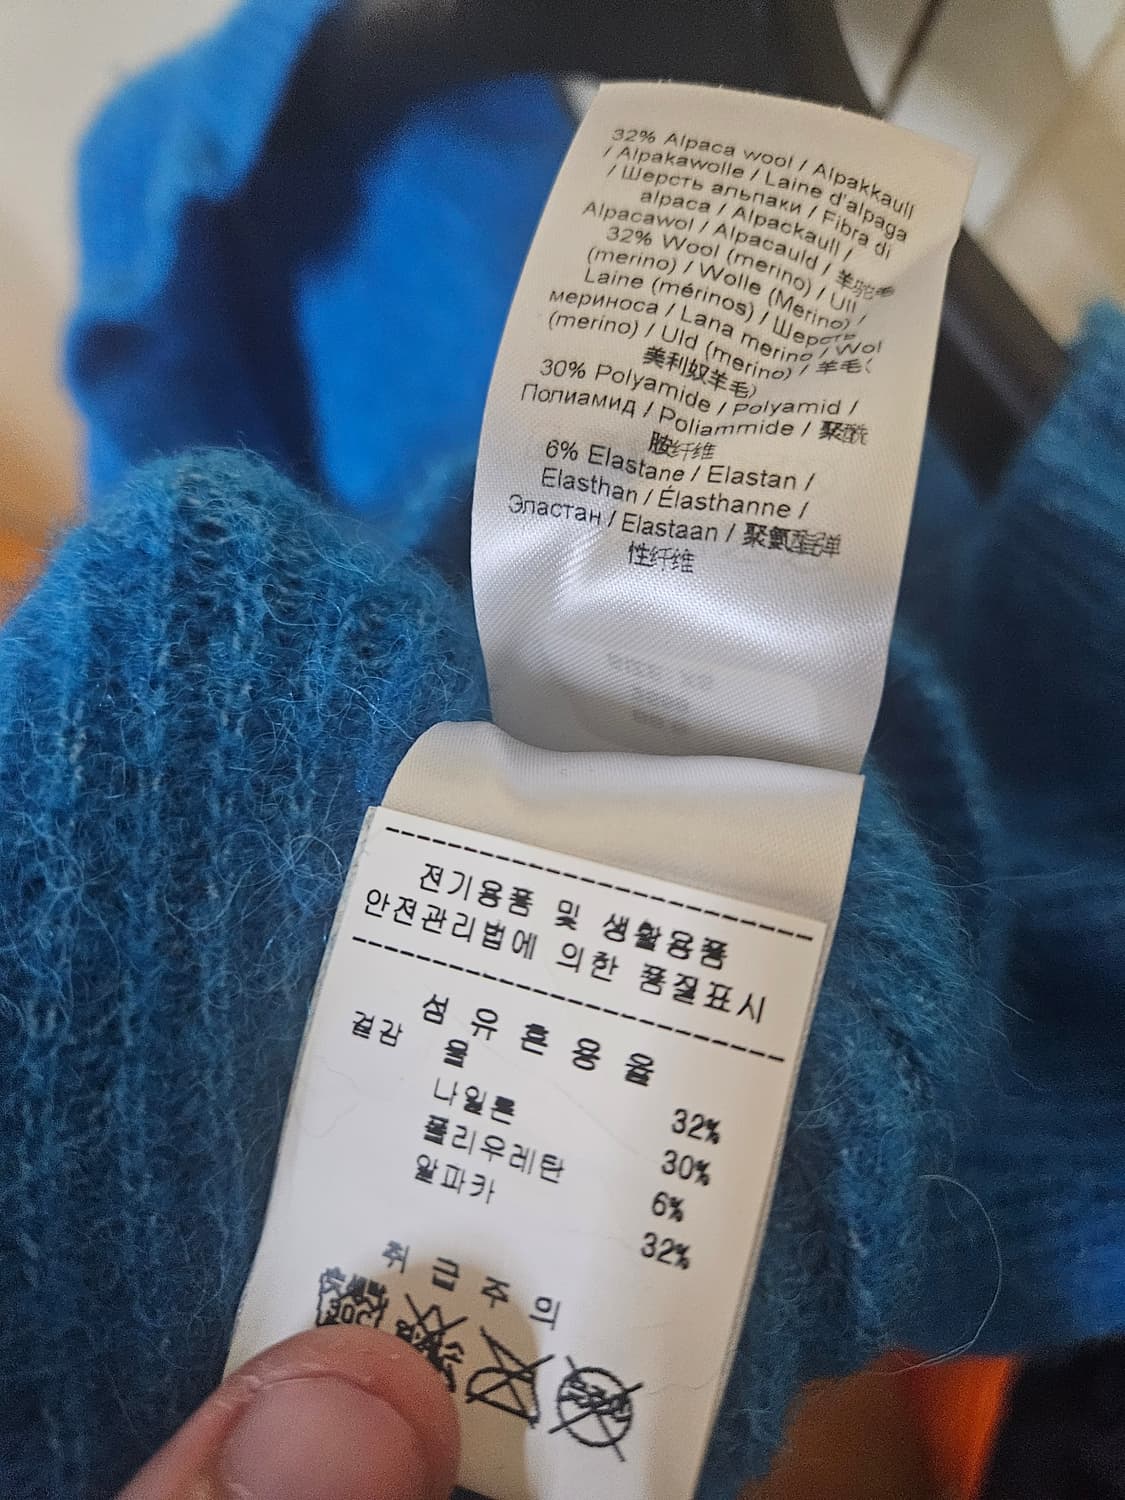 32% Alpaca wool / Alpakkaull
/ Alpakawolle / Laine d'alpaga
/ Шерсть альпаки / Fibra di
alpaca / Alpackaull /
Alpacawol / Alpacauld / 羊驼毛
32% Wool (merino) / Ull
(merino) / Wolle (Merino) /
Laine (mérinos) / Шерсть
мериноса / Lana merino / Wol
(merino) / Uld (merino) / 羊毛(
美利奴羊毛)
30% Polyamide / Polyamid /
Полиамид / Poliammide / 聚酰
胺纤维
6% Elastane / Elastan /
Elasthan / Élasthanne /
Эластан / Elastaan / 聚氨酯弹
性纤维
전기용품 및 생활용품
안전관리법에 의한 품질표시
섬유혼용율
겉감 울 32%
나일론 30%
폴리우레탄 6%
알파카 32%
취급주의